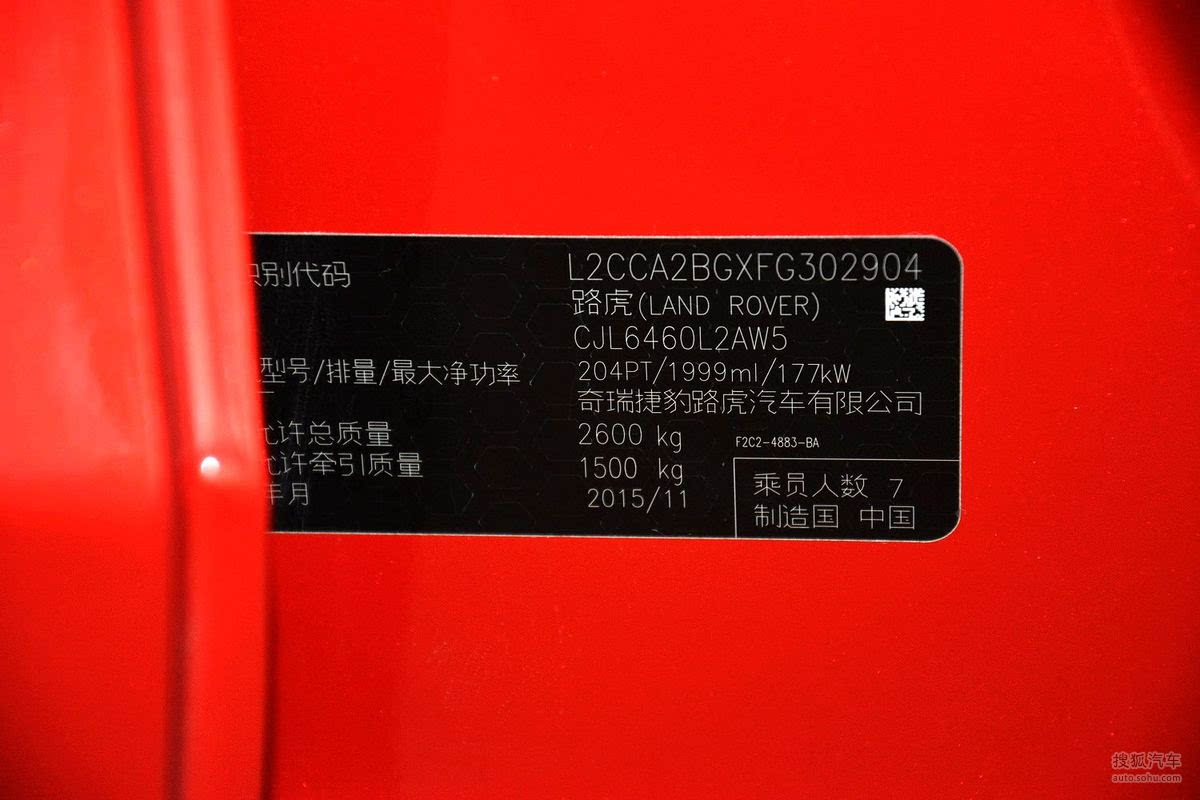 识别代码 L2CCA2BGXFG302904
路虎(LAND ROVER)
CJL6460L2AW5
型号/排量/最大净功率 204PT/1999ml/177kW
奇瑞捷豹路虎汽车有限公司
允许总质量 2600 kg F2C2-4883-BA
允许牵引质量 1500 kg
年月 2015/11
乘员人数 7
制造国 中国
搜狐汽车
auto.sohu.com